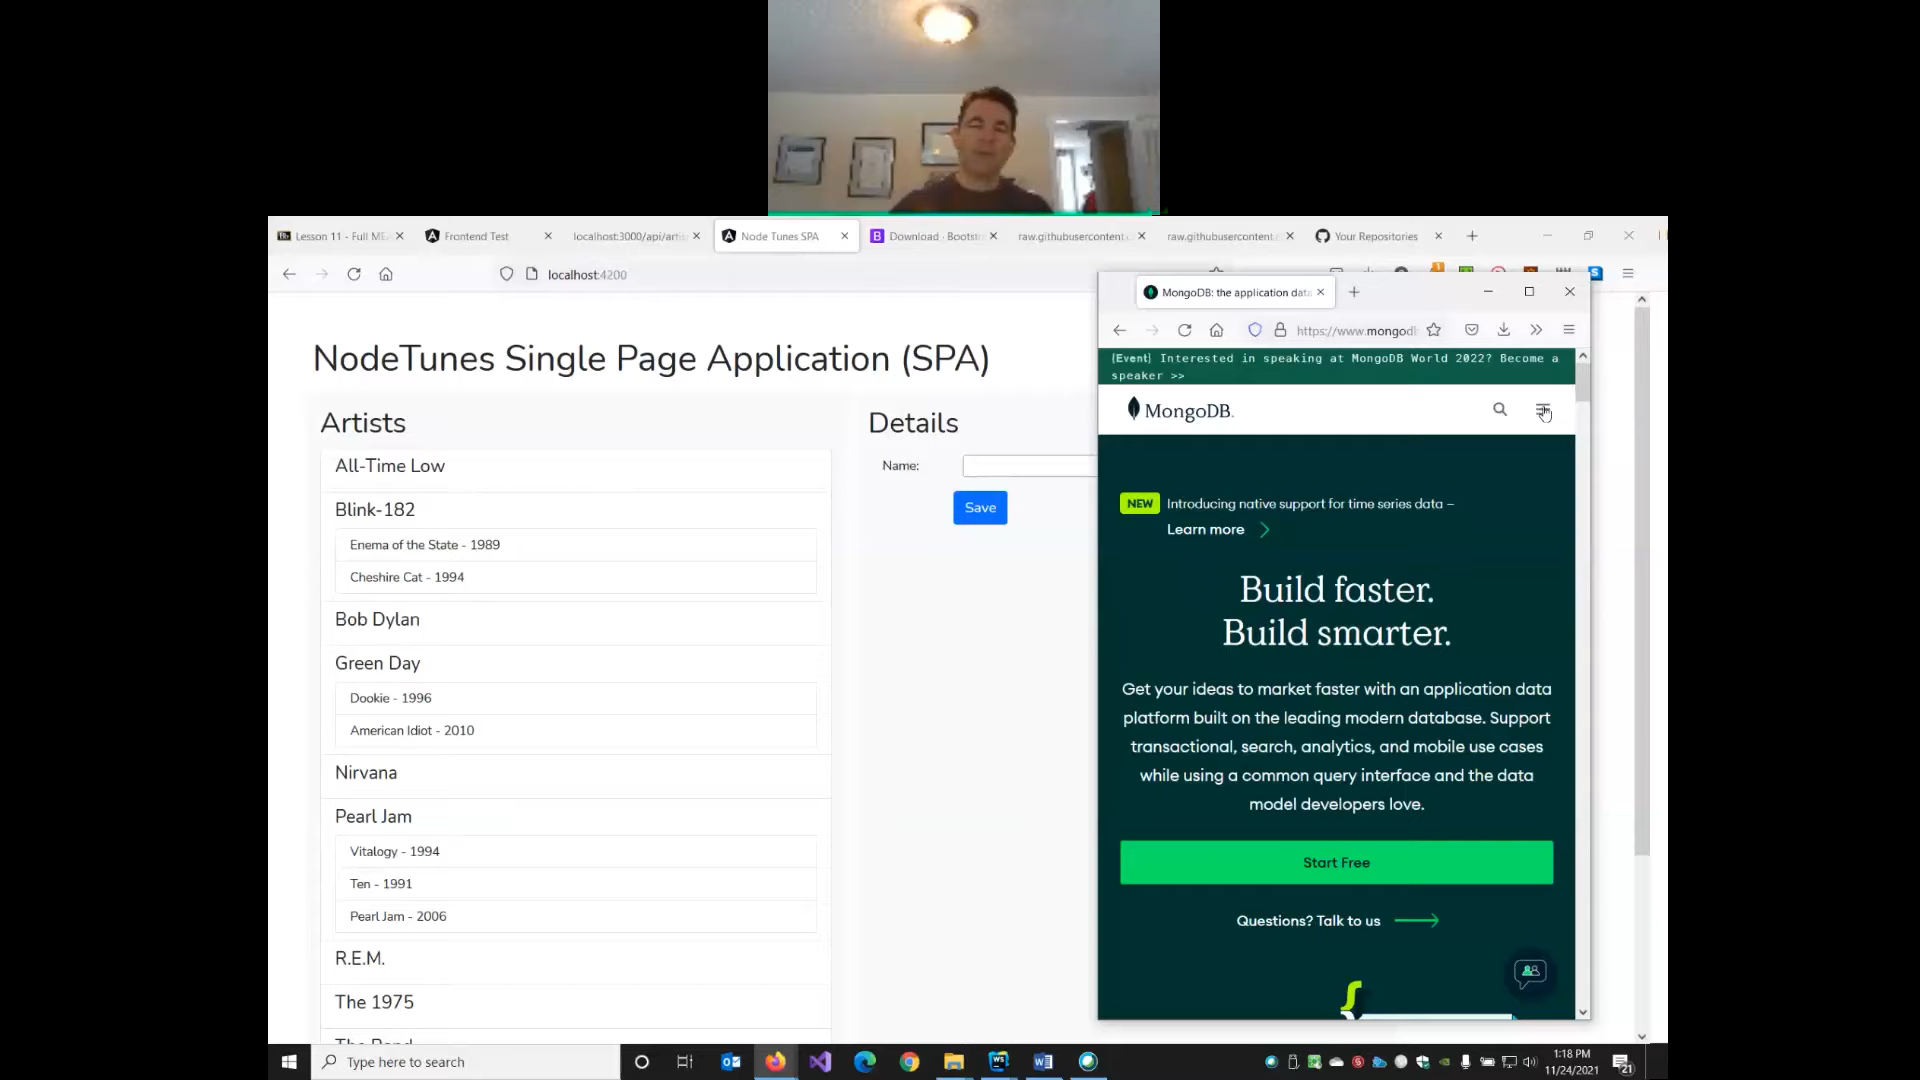 Lesson 11 - Full ME
Frontend Test
localhost:3000/api/artis
Node Tunes SPA
Download · Bootstr
raw.githubusercontent.
raw.githubusercontent.
Your Repositories
localhost:4200
NodeTunes Single Page Application (SPA)
Artists
All-Time Low
Blink-182
Enema of the State - 1989
Cheshire Cat - 1994
Bob Dylan
Green Day
Dookie - 1996
American Idiot - 2010
Nirvana
Pearl Jam
Vitalogy - 1994
Ten - 1991
Pearl Jam - 2006
R.E.M.
The 1975
Details
Name:
Save
MongoDB: the application data
https://www.mongodb
{Event} Interested in speaking at MongoDB World 2022? Become a
speaker >>
MongoDB.
NEW Introducing native support for time series data –
Learn more
Build faster.
Build smarter.
Get your ideas to market faster with an application data
platform built on the leading modern database. Support
transactional, search, analytics, and mobile use cases
while using a common query interface and the data
model developers love.
Start Free
Questions? Talk to us
{
Type here to search
1:18 PM
11/24/2021
21